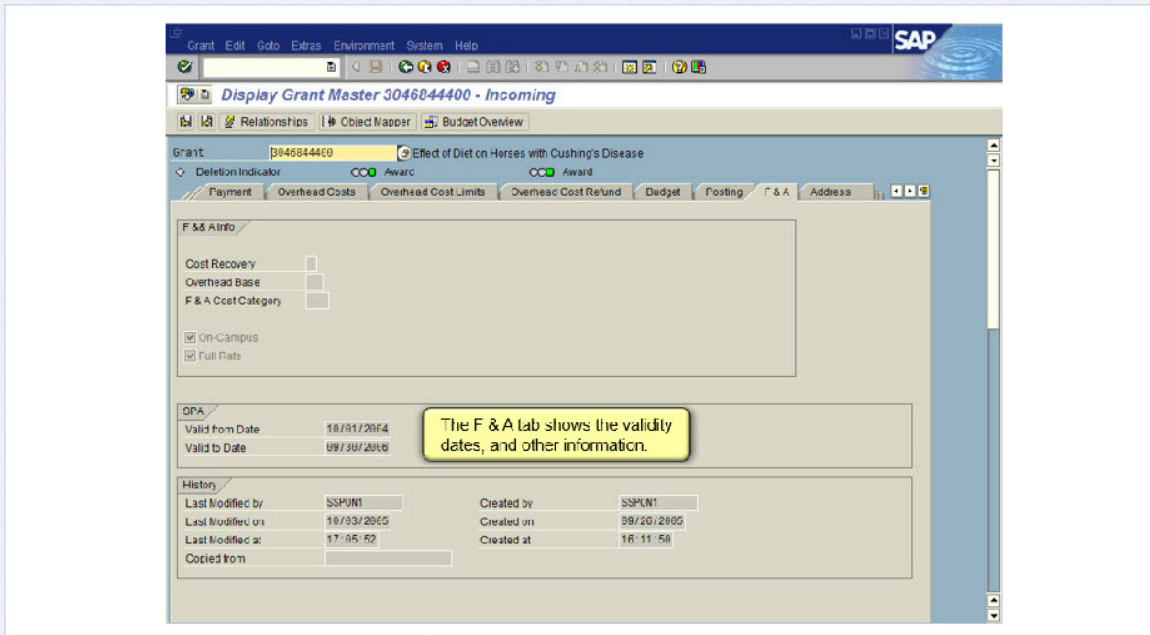 Grant Edit Goto Extras Environment System Help
SAP
Display Grant Master 3046844400 - Incoming
Relationships Object Mapper Budget Overview
Grant 3046844400 Effect of Diet on Horses with Cushing's Disease
Deletion Indicator Award Award
Payment Overhead Costs Overhead Cost Limits Overhead Cost Refund Budget Posting F & A Address
F && A Info
Cost Recovery
Overhead Base
F & A Cost Category
On-Campus
Full Rate
SPA
Valid from Date 10/01/2004
Valid to Date 09/30/2006
The F & A tab shows the validity
dates, and other information.
History
Last Modified by SSPON1 Created by SSPON1
Last Modified on 10/03/2005 Created on 09/26/2005
Last Modified at 17:05:52 Created at 16:11:50
Copied from